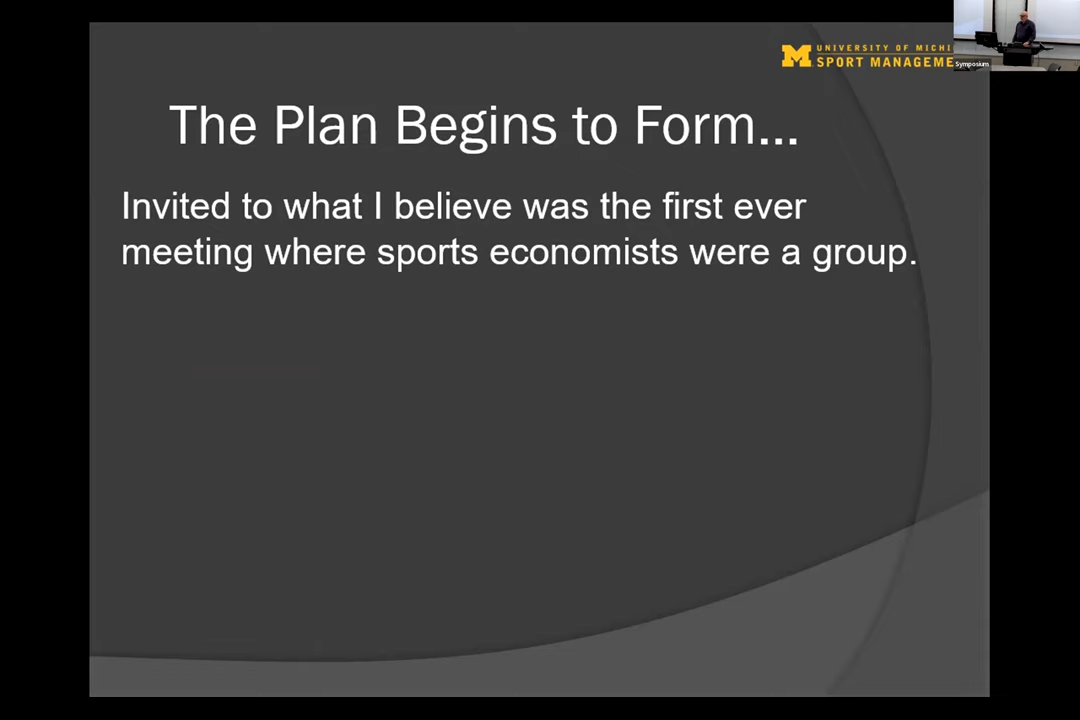 UNIVERSITY OF MICHI
SPORT MANAGEME
Symposium
The Plan Begins to Form...
Invited to what I believe was the first ever
meeting where sports economists were a group.